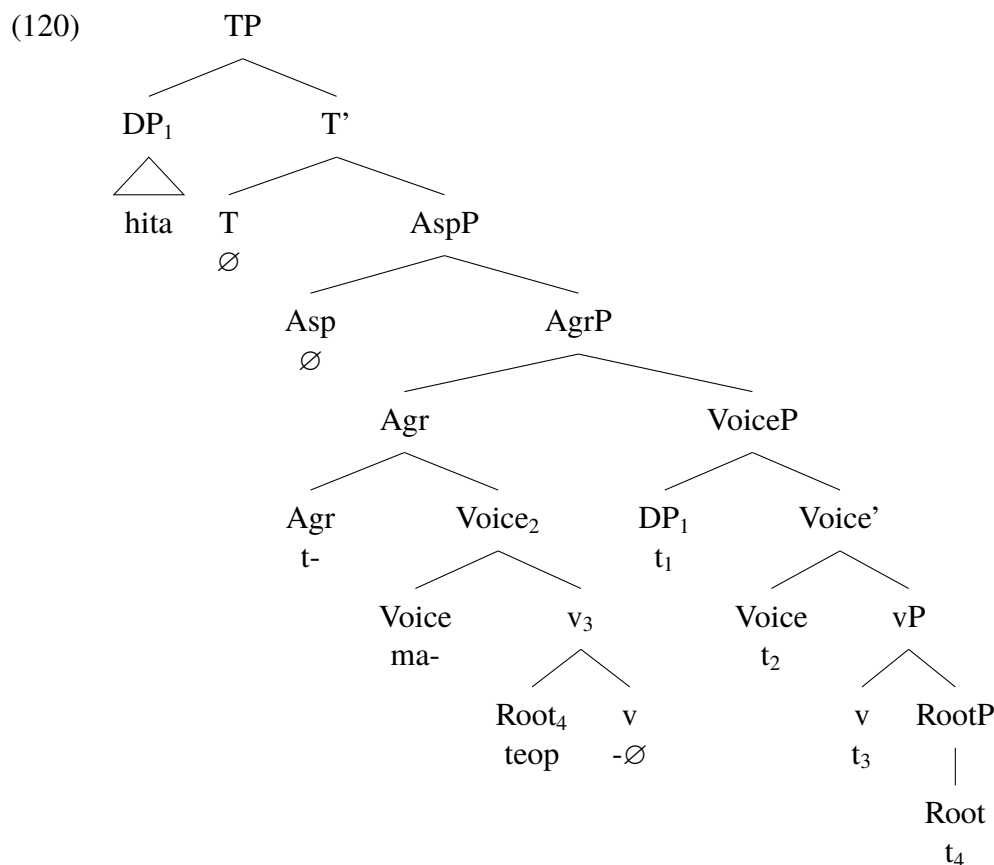 (120) TP
DP₁ T’
hita T AspP
∅
Asp AgrP
∅
Agr VoiceP
Agr Voice₂ DP₁ Voice’
t- t₁
Voice v₃ Voice vP
ma- t₂
Root₄ v v RootP
teop -∅ t₃
Root
t₄